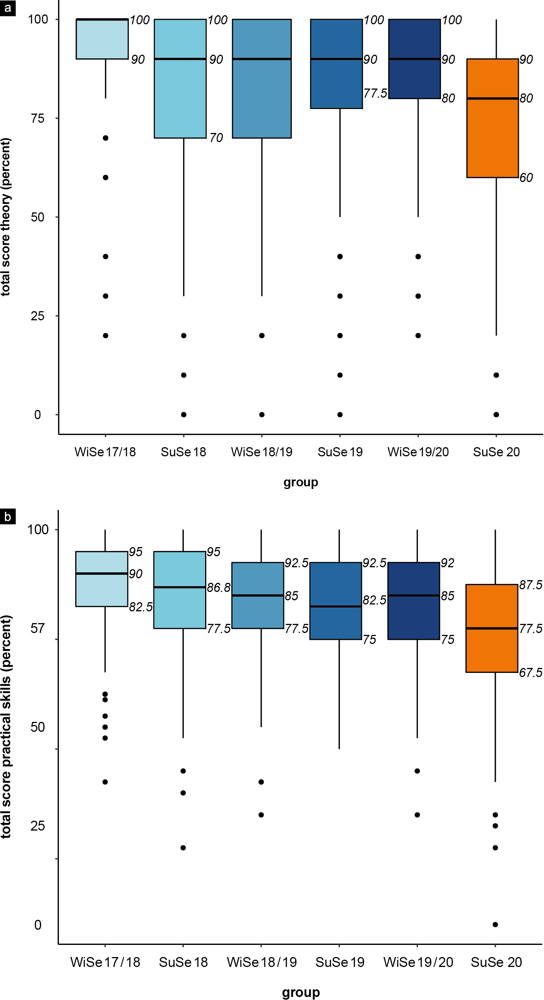 a
total score theory (percent)
100
75
50
25
0
100
90
100
90
70
100
90
77.5
100
90
80
90
80
60
WiSe 17/18
SuSe 18
WiSe 18/19
SuSe 19
WiSe 19/20
SuSe 20
group
b
total score practical skills (percent)
100
57
50
25
0
95
90
82.5
95
86.8
77.5
92.5
85
77.5
92.5
82.5
75
92
85
75
87.5
77.5
67.5
WiSe 17/18
SuSe 18
WiSe 18/19
SuSe 19
WiSe 19/20
SuSe 20
group